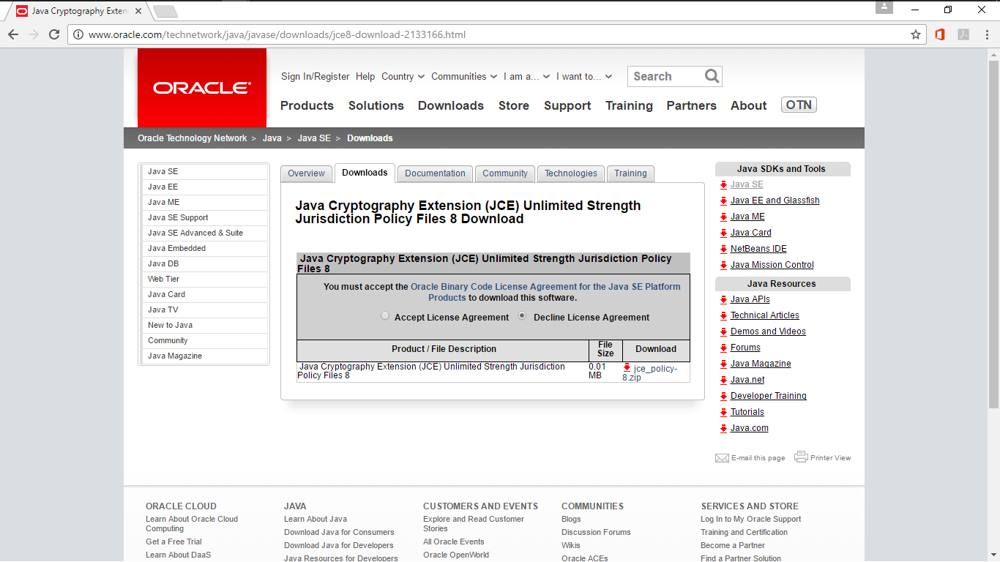 Java Cryptography Exten
www.oracle.com/technetwork/java/javase/downloads/jce8-download-2133166.html
ORACLE
Sign In/Register Help Country Communities I am a... I want to... Search
Products Solutions Downloads Store Support Training Partners About OTN
Oracle Technology Network > Java > Java SE > Downloads
Java SE
Java EE
Java ME
Java SE Support
Java SE Advanced & Suite
Java Embedded
Java DB
Web Tier
Java Card
Java TV
New to Java
Community
Java Magazine
Overview Downloads Documentation Community Technologies Training
Java Cryptography Extension (JCE) Unlimited Strength
Jurisdiction Policy Files 8 Download
Java Cryptography Extension (JCE) Unlimited Strength Jurisdiction Policy
Files 8
You must accept the Oracle Binary Code License Agreement for the Java SE Platform
Products to download this software.
Accept License Agreement Decline License Agreement
Product / File Description File Size Download
Java Cryptography Extension (JCE) Unlimited Strength Jurisdiction
Policy Files 8
0.01
MB
jce_policy-
8.zip
Java SDKs and Tools
Java SE
Java EE and Glassfish
Java ME
Java Card
NetBeans IDE
Java Mission Control
Java Resources
Java APIs
Technical Articles
Demos and Videos
Forums
Java Magazine
Java.net
Developer Training
Tutorials
Java.com
E-mail this page Printer View
ORACLE CLOUD
Learn About Oracle Cloud
Computing
Get a Free Trial
Learn About DaaS
JAVA
Learn About Java
Download Java for Consumers
Download Java for Developers
Java Resources for Developers
CUSTOMERS AND EVENTS
Explore and Read Customer
Stories
All Oracle Events
Oracle OpenWorld
COMMUNITIES
Blogs
Discussion Forums
Wikis
Oracle ACEs
SERVICES AND STORE
Log In to My Oracle Support
Training and Certification
Become a Partner
Find a Partner Solution